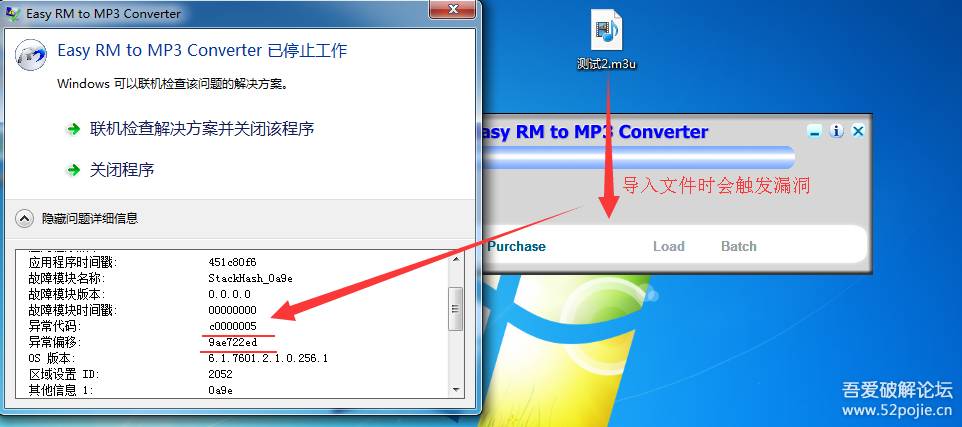 Easy RM to MP3 Converter
Easy RM to MP3 Converter 已停止工作
Windows 可以联机检查该问题的解决方案。
联机检查解决方案并关闭该程序
关闭程序
隐藏问题详细信息
应用程序时间戳: 451c80f6
故障模块名称: StackHash_0a9e
故障模块版本: 0.0.0.0
故障模块时间戳: 00000000
异常代码: c0000005
异常偏移: 9ae722ed
OS 版本: 6.1.7601.2.1.0.256.1
区域设置 ID: 2052
其他信息 1: 0a9e
测试2.m3u
asy RM to MP3 Converter
导入文件时会触发漏洞
Purchase
Load
Batch
吾爱破解论坛
www.52pojie.cn